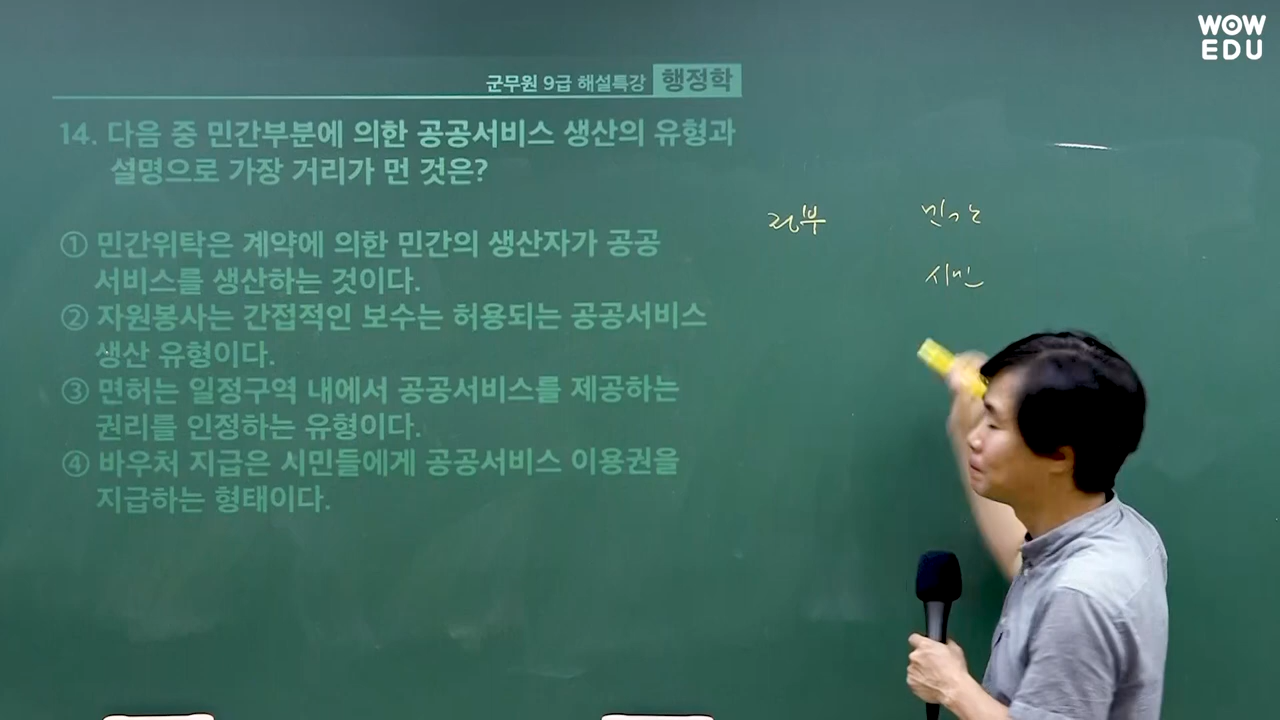 WOW
EDU
군무원 9급 해설특강 행정학
14. 다음 중 민간부분에 의한 공공서비스 생산의 유형과
설명으로 가장 거리가 먼 것은?
① 민간위탁은 계약에 의한 민간의 생산자가 공공
서비스를 생산하는 것이다.
② 자원봉사는 간접적인 보수는 허용되는 공공서비스
생산 유형이다.
③ 면허는 일정구역 내에서 공공서비스를 제공하는
권리를 인정하는 유형이다.
④ 바우처 지급은 시민들에게 공공서비스 이용권을
지급하는 형태이다.
정부 민간
시민